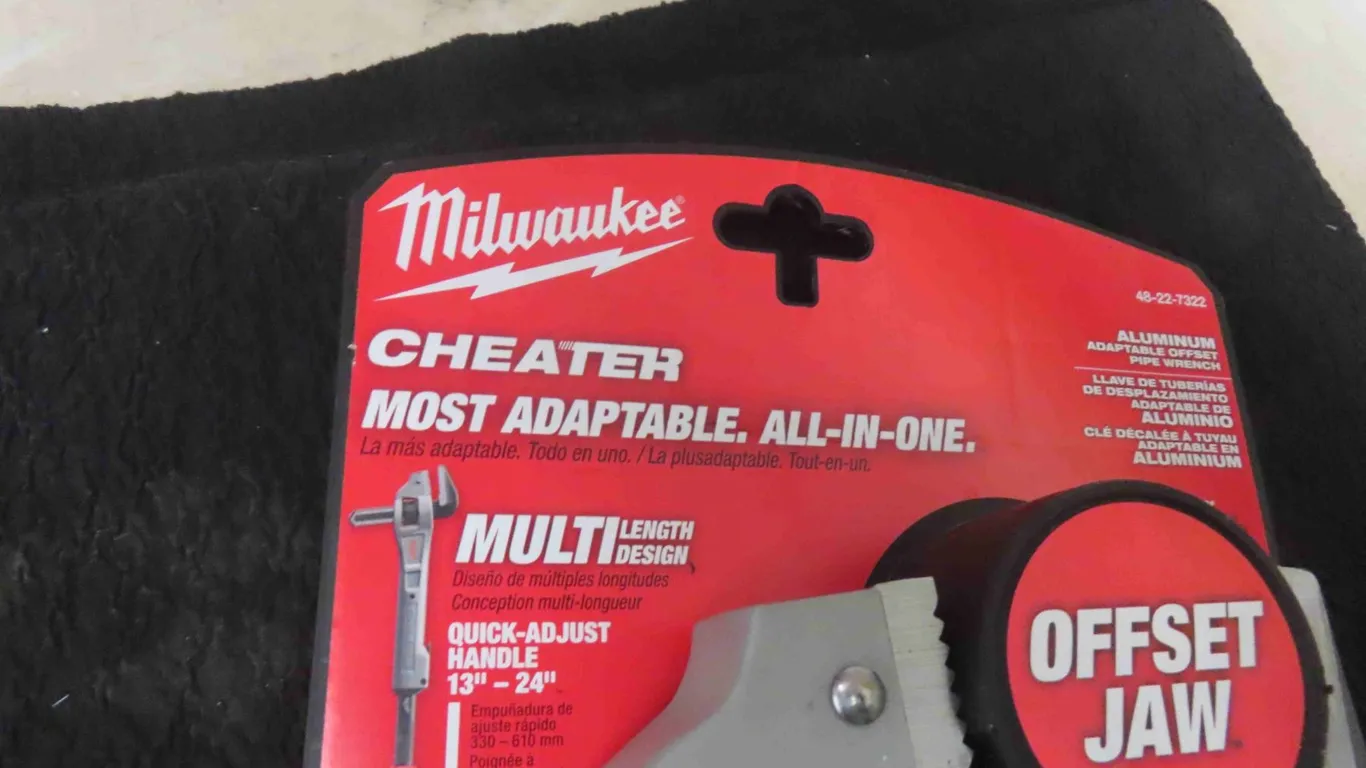 Milwaukee®
48-22-7322
ALUMINUM
ADAPTABLE OFFSET
PIPE WRENCH
LLAVE DE TUBERÍAS
DE DESPLAZAMIENTO
ADAPTABLE DE
ALUMINIO
CLÉ DÉCALÉE À TUYAU
ADAPTABLE EN
ALUMINIUM
CHEATER
MOST ADAPTABLE. ALL-IN-ONE.
La más adaptable. Todo en uno. / La plusadaptable. Tout-en-un.
MULTI LENGTH
DESIGN
Diseño de múltiples longitudes
Conception multi-longueur
QUICK-ADJUST
HANDLE
13" – 24"
Empuñadura de
ajuste rápido
330 – 610 mm
Poignée à
OFFSET
JAW